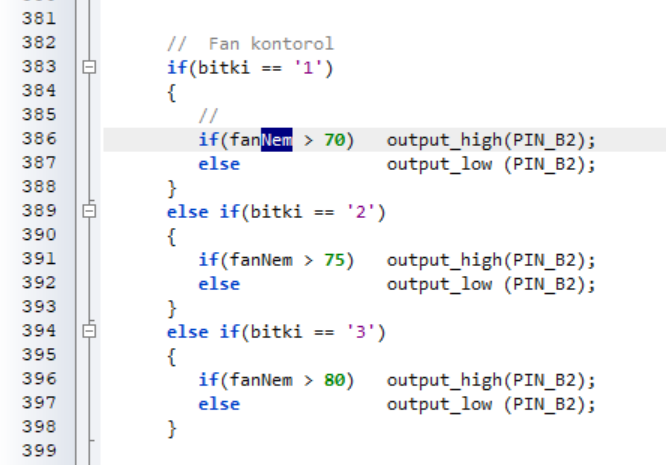 381
382 //  Fan kontorol
383 if(bitki == '1')
384 {
385 //
386 if(fanNem > 70)   output_high(PIN_B2);
387 else              output_low (PIN_B2);
388 }
389 else if(bitki == '2')
390 {
391 if(fanNem > 75)   output_high(PIN_B2);
392 else              output_low (PIN_B2);
393 }
394 else if(bitki == '3')
395 {
396 if(fanNem > 80)   output_high(PIN_B2);
397 else              output_low (PIN_B2);
398 }
399